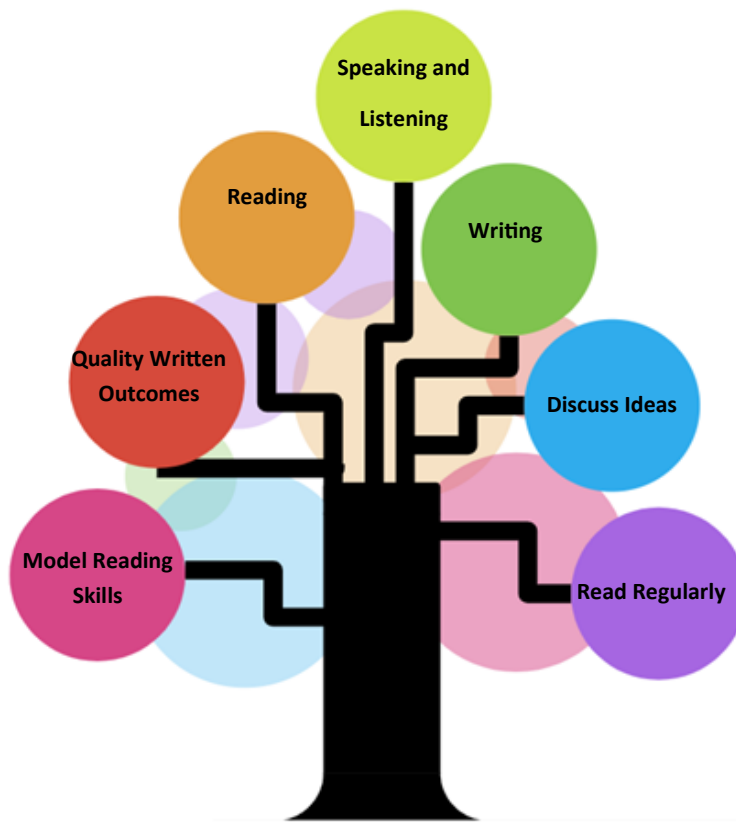 Speaking and
Listening
Reading
Writing
Quality Written
Outcomes
Discuss Ideas
Model Reading
Skills
Read Regularly